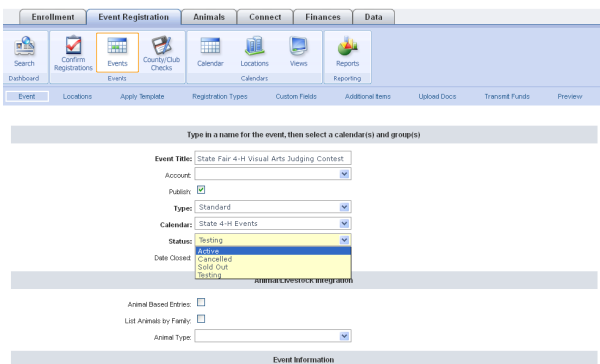 Enrollment Event Registration Animals Connect Finances Data
Search Confirm Registrations Events County/Club Checks Calendar Locations Views Reports
Dashboard Events Calendars Reporting
Event Locations Apply Template Registration Types Custom Fields Additional Items Upload Docs Transmit Funds Preview
Type in a name for the event, then select a calendar(s) and group(s)
Event Title: State Fair 4-H Visual Arts Judging Contest
Account:
Publish:
Type: Standard
Calendar: State 4-H Events
Status: Testing
Active
Date Closed: Cancelled
Sold Out
Testing
Animal/Livestock Integration
Animal Based Entries:
List Animals by Family:
Animal Type:
Event Information